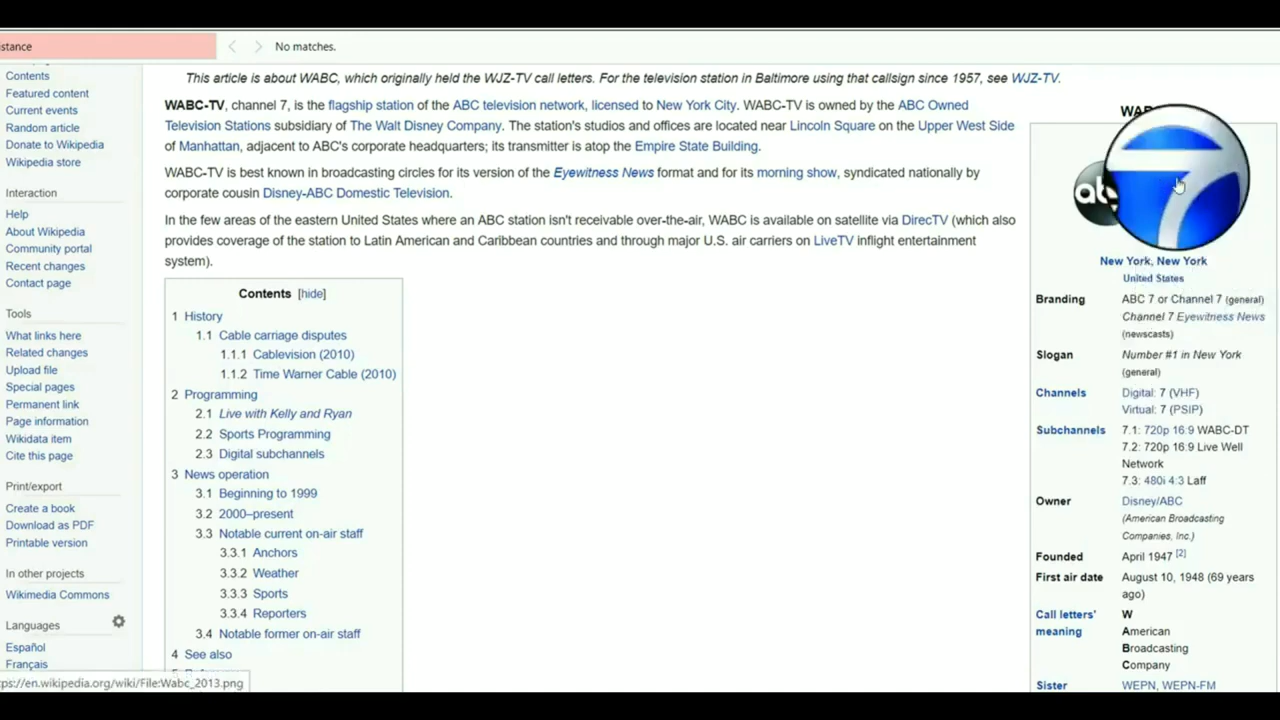 stance
No matches.
Contents
Featured content
Current events
Random article
Donate to Wikipedia
Wikipedia store
Interaction
Help
About Wikipedia
Community portal
Recent changes
Contact page
Tools
What links here
Related changes
Upload file
Special pages
Permanent link
Page information
Wikidata item
Cite this page
Print/export
Create a book
Download as PDF
Printable version
In other projects
Wikimedia Commons
Languages
Español
Français
ps://en.wikipedia.org/wiki/File:Wabc_2013.png
This article is about WABC, which originally held the WJZ-TV call letters. For the television station in Baltimore using that callsign since 1957, see WJZ-TV.
WABC-TV, channel 7, is the flagship station of the ABC television network, licensed to New York City. WABC-TV is owned by the ABC Owned
Television Stations subsidiary of The Walt Disney Company. The station's studios and offices are located near Lincoln Square on the Upper West Side
of Manhattan, adjacent to ABC's corporate headquarters; its transmitter is atop the Empire State Building.
WABC-TV is best known in broadcasting circles for its version of the Eyewitness News format and for its morning show, syndicated nationally by
corporate cousin Disney-ABC Domestic Television.
In the few areas of the eastern United States where an ABC station isn't receivable over-the-air, WABC is available on satellite via DirecTV (which also
provides coverage of the station to Latin American and Caribbean countries and through major U.S. air carriers on LiveTV inflight entertainment
system).
Contents [hide]
1 History
1.1 Cable carriage disputes
1.1.1 Cablevision (2010)
1.1.2 Time Warner Cable (2010)
2 Programming
2.1 Live with Kelly and Ryan
2.2 Sports Programming
2.3 Digital subchannels
3 News operation
3.1 Beginning to 1999
3.2 2000–present
3.3 Notable current on-air staff
3.3.1 Anchors
3.3.2 Weather
3.3.3 Sports
3.3.4 Reporters
3.4 Notable former on-air staff
4 See also
WABC
abc 7
New York, New York
United States
Branding ABC 7 or Channel 7 (general)
Channel 7 Eyewitness News
(newscasts)
Slogan Number #1 in New York
(general)
Channels Digital: 7 (VHF)
Virtual: 7 (PSIP)
Subchannels 7.1: 720p 16:9 WABC-DT
7.2: 720p 16:9 Live Well
Network
7.3: 480i 4:3 Laff
Owner Disney/ABC
(American Broadcasting
Companies, Inc.)
Founded April 1947 [2]
First air date August 10, 1948 (69 years
ago)
Call letters' W
meaning American
Broadcasting
Company
Sister WEPN, WEPN-FM